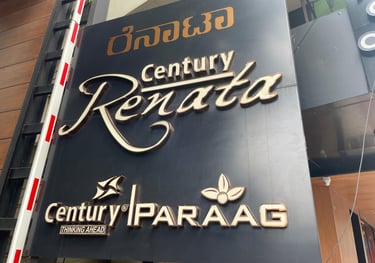 ರೆನಾಟಾ
Century
Renata
Century® | PARAAG
THINKING AHEAD